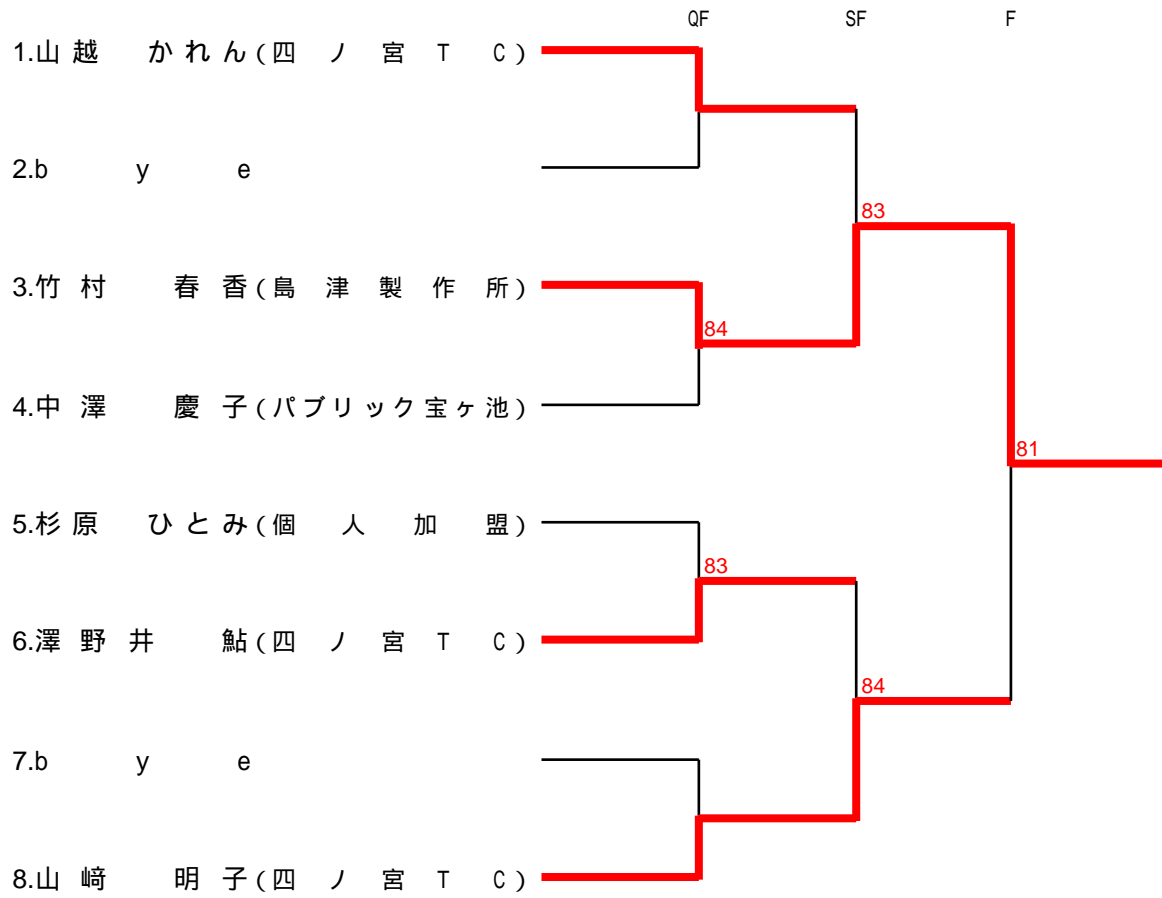 QF SF F
1.山越 かれん(四ノ宮TC)
2.bye
83
3.竹村 春香(島津製作所)
84
4.中澤 慶子(パブリック宝ヶ池)
81
5.杉原 ひとみ(個人加盟)
83
6.澤野井 鮎(四ノ宮TC)
84
7.bye
8.山﨑 明子(四ノ宮TC)